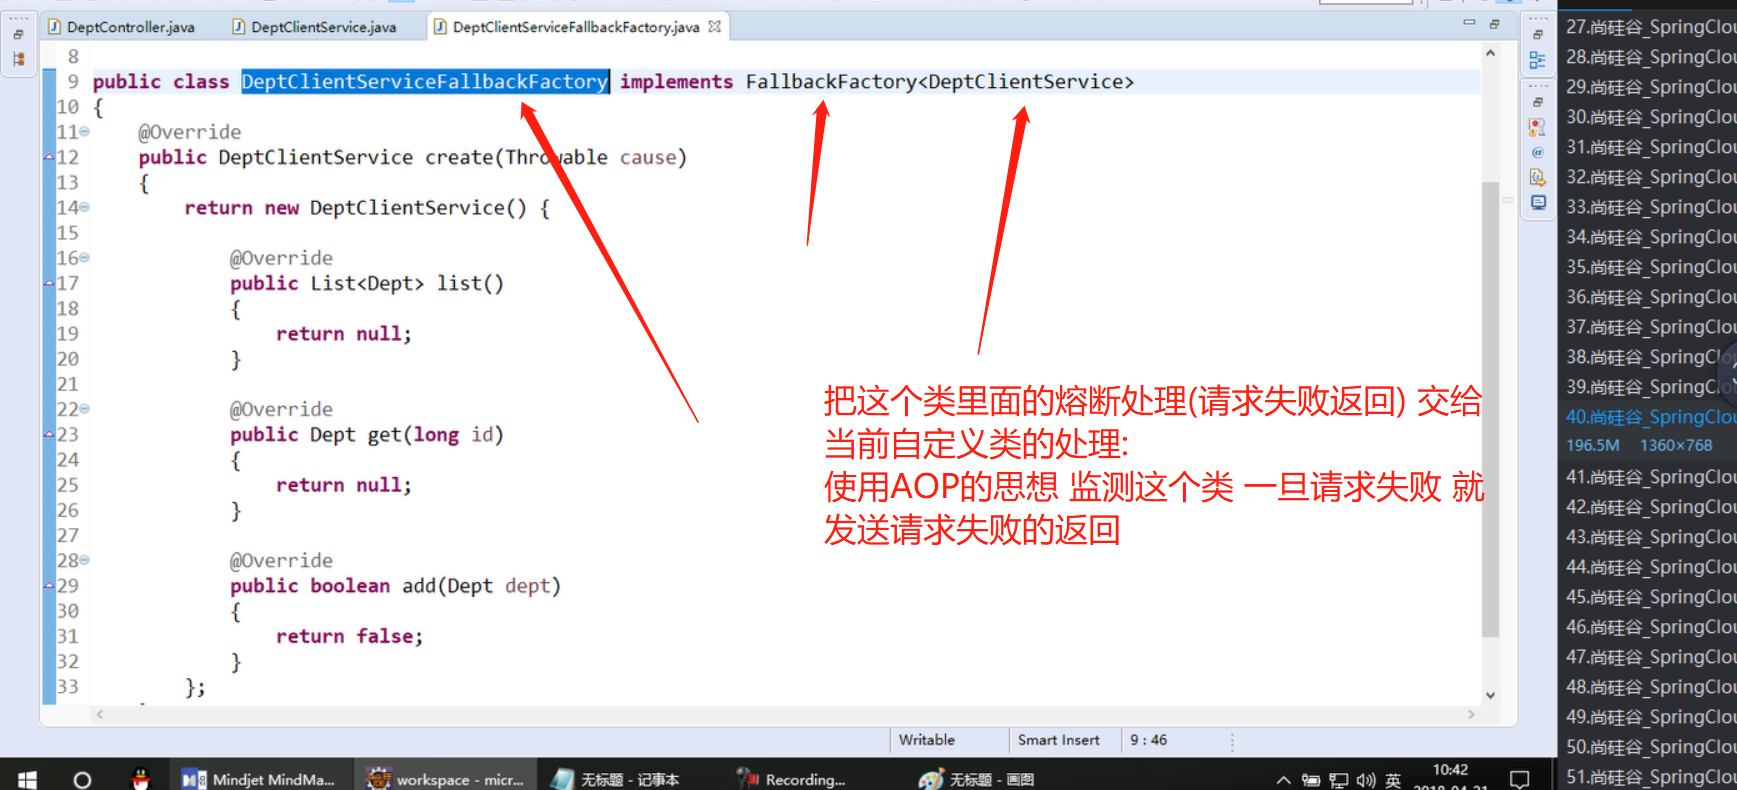 DeptController.java
DeptClientService.java
DeptClientServiceFallbackFactory.java
8
9 public class DeptClientServiceFallbackFactory implements FallbackFactory<DeptClientService>
10 {
11 @Override
12 public DeptClientService create(Throwable cause)
13 {
14 return new DeptClientService() {
15
16 @Override
17 public List<Dept> list()
18 {
19 return null;
20 }
21
22 @Override
23 public Dept get(long id)
24 {
25 return null;
26 }
27
28 @Override
29 public boolean add(Dept dept)
30 {
31 return false;
32 }
33 };
把这个类里面的熔断处理(请求失败返回) 交给
当前自定义类的处理:
使用AOP的思想 监测这个类 一旦请求失败 就
发送请求失败的返回
Writable
Smart Insert
9 : 46
27.尚硅谷_SpringClou
28.尚硅谷_SpringClou
29.尚硅谷_SpringClou
30.尚硅谷_SpringClou
31.尚硅谷_SpringClou
32.尚硅谷_SpringClou
33.尚硅谷_SpringClou
34.尚硅谷_SpringClou
35.尚硅谷_SpringClou
36.尚硅谷_SpringClou
37.尚硅谷_SpringClou
38.尚硅谷_SpringClo
39.尚硅谷_SpringC
40.尚硅谷_SpringClou
196.5M 1360×768
41.尚硅谷_SpringClou
42.尚硅谷_SpringClou
43.尚硅谷_SpringClou
44.尚硅谷_SpringClou
45.尚硅谷_SpringClou
46.尚硅谷_SpringClou
47.尚硅谷_SpringClou
48.尚硅谷_SpringClou
49.尚硅谷_SpringClou
50.尚硅谷_SpringClou
51.尚硅谷_SpringClou
Mindjet MindMa...
workspace - micr...
无标题 - 记事本
Recording...
无标题 - 画图
英
10:42